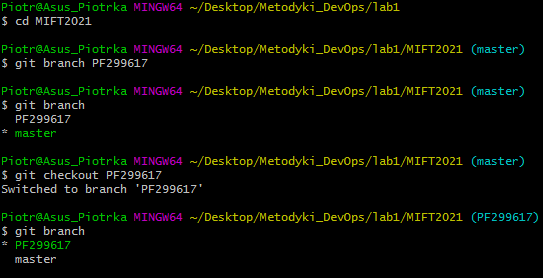 Piotr@Asus_Piotrka MINGW64 ~/Desktop/Metodyki_DevOps/lab1
$ cd MIFT2021
Piotr@Asus_Piotrka MINGW64 ~/Desktop/Metodyki_DevOps/lab1/MIFT2021 (master)
$ git branch PF299617
Piotr@Asus_Piotrka MINGW64 ~/Desktop/Metodyki_DevOps/lab1/MIFT2021 (master)
$ git branch
  PF299617
* master
Piotr@Asus_Piotrka MINGW64 ~/Desktop/Metodyki_DevOps/lab1/MIFT2021 (master)
$ git checkout PF299617
Switched to branch 'PF299617'
Piotr@Asus_Piotrka MINGW64 ~/Desktop/Metodyki_DevOps/lab1/MIFT2021 (PF299617)
$ git branch
* PF299617
  master